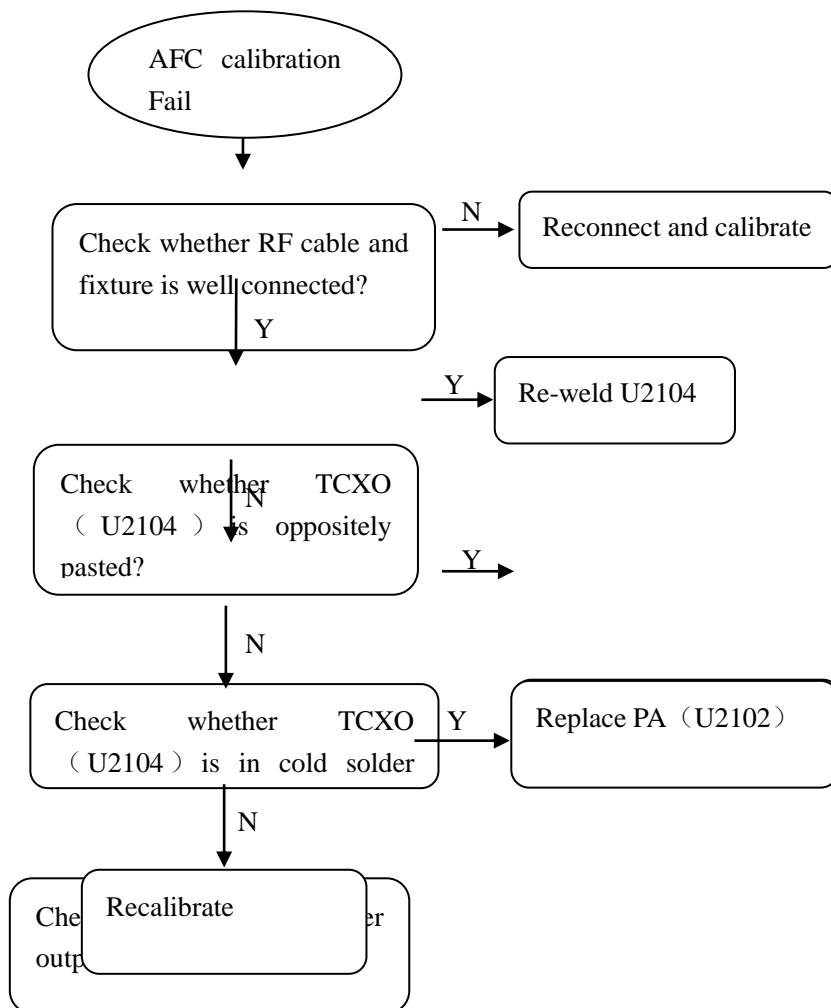 AFC calibration
Fail
Check whether RF cable and
fixture is well connected?
N
Reconnect and calibrate
Y
Y
Re-weld U2104
Check whether TCXO
（U2104）is oppositely
pasted?
N
Y
N
Check whether TCXO
（U2104）is in cold solder
Y
Replace PA（U2102）
N
Recalibrate